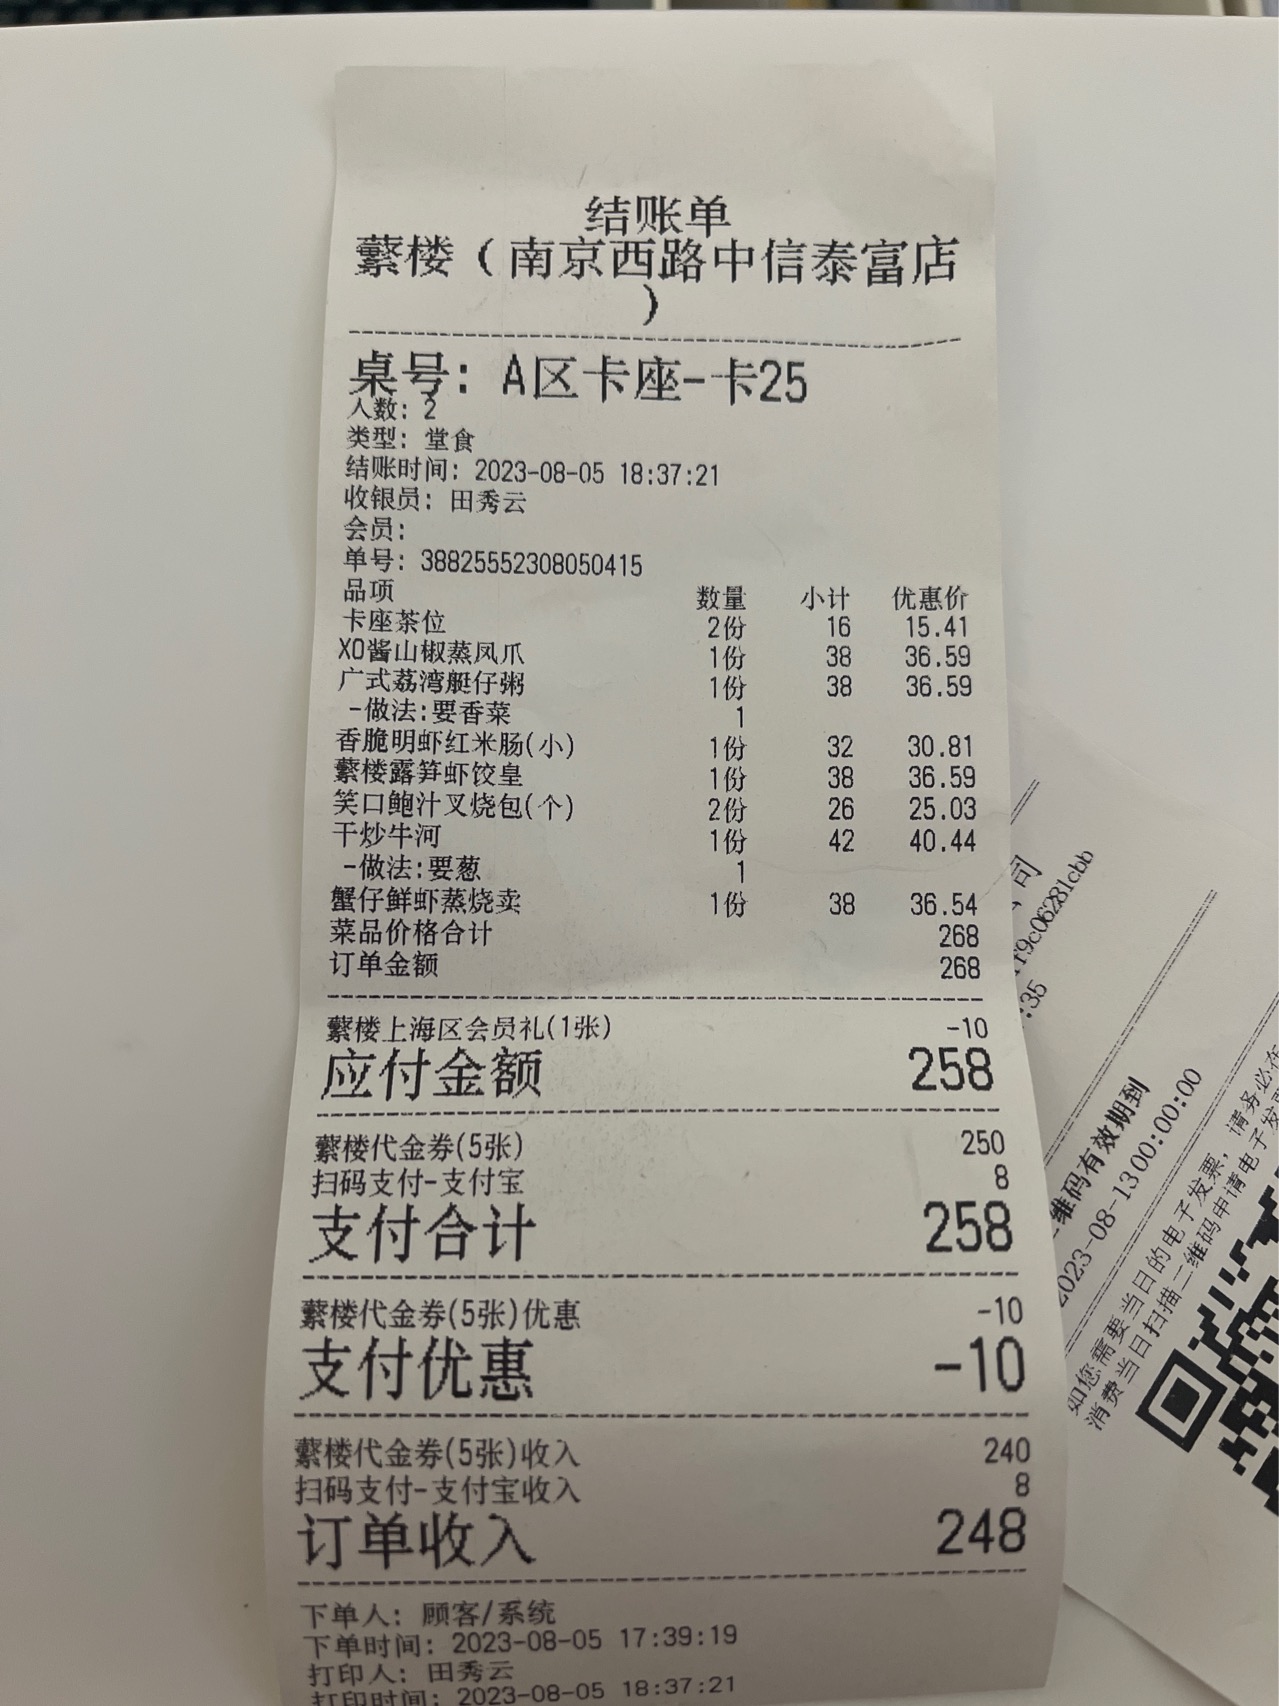 结账单
蘩楼（南京西路中信泰富店
）
桌号：A区卡座-卡25
人数：2
类型：堂食
结账时间：2023-08-05 18:37:21
收银员：田秀云
会员：
单号：38825552308050415
品项 数量 小计 优惠价
卡座茶位 2份 16 15.41
XO酱山椒蒸凤爪 1份 38 36.59
广式荔湾艇仔粥 1份 38 36.59
-做法:要香菜 1
香脆明虾红米肠(小) 1份 32 30.81
蘩楼露笋虾饺皇 1份 38 36.59
笑口鲍汁叉烧包(个) 2份 26 25.03
干炒牛河 1份 42 40.44
-做法:要葱 1
蟹仔鲜虾蒸烧卖 1份 38 36.54
菜品价格合计 268
订单金额 268
蘩楼上海区会员礼(1张) -10
应付金额 258
蘩楼代金券(5张) 250
扫码支付-支付宝 8
支付合计 258
蘩楼代金券(5张)优惠 -10
支付优惠 -10
蘩楼代金券(5张)收入 240
扫码支付-支付宝收入 8
订单收入 248
下单人：顾客/系统
下单时间：2023-08-05 17:39:19
打印人：田秀云
打印时间：2023-08-05 18:37:21
司
f9c06281cbb
:35
维码有效期到
2023-08-13 00:00:00
如您需要当日的电子发票，请务必在
消费当日扫描二维码申请电子发票